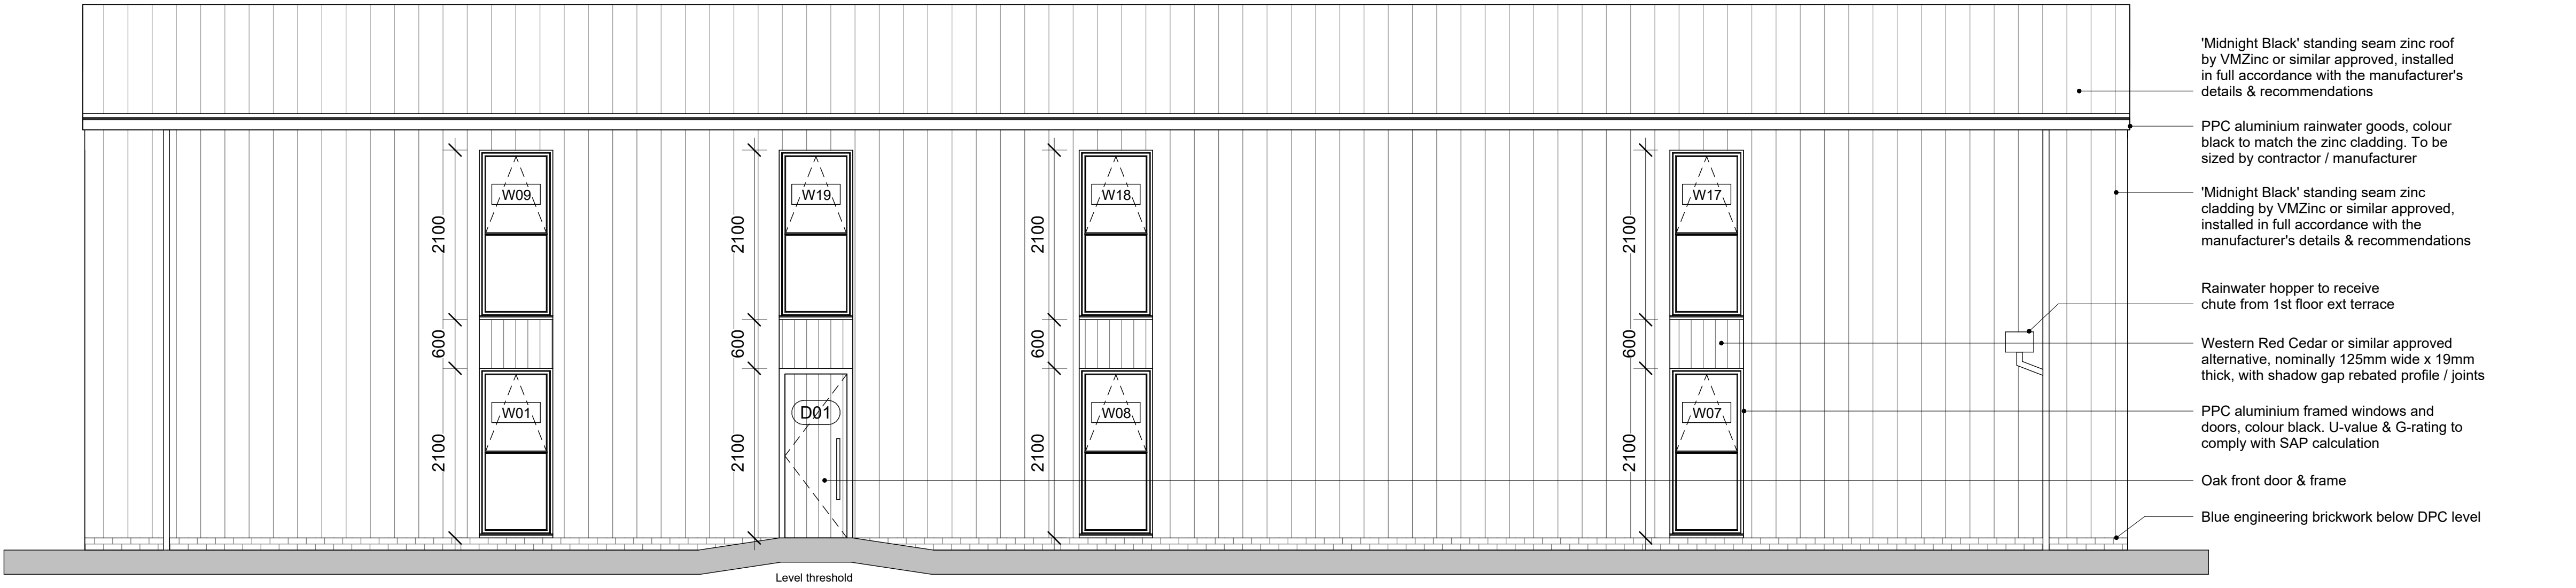 'Midnight Black' standing seam zinc roof
by VMZinc or similar approved, installed
in full accordance with the manufacturer's
details & recommendations
PPC aluminium rainwater goods, colour
black to match the zinc cladding. To be
sized by contractor / manufacturer
'Midnight Black' standing seam zinc
cladding by VMZinc or similar approved,
installed in full accordance with the
manufacturer's details & recommendations
Rainwater hopper to receive
chute from 1st floor ext terrace
Western Red Cedar or similar approved
alternative, nominally 125mm wide x 19mm
thick, with shadow gap rebated profile / joints
PPC aluminium framed windows and
doors, colour black. U-value & G-rating to
comply with SAP calculation
Oak front door & frame
Blue engineering brickwork below DPC level
W09
W19
W18
W17
2100
2100
2100
2100
600
600
600
600
W01
D01
W08
W07
2100
2100
2100
2100
Level threshold